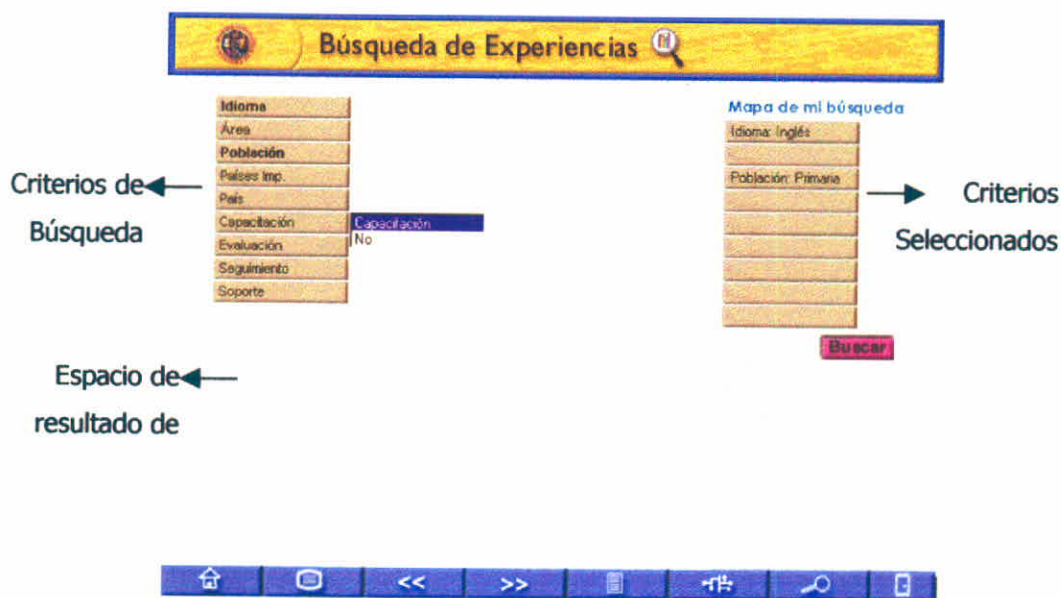 Búsqueda de Experiencias
Idioma
Área
Población
Países Imp.
País
Capacitación
Evaluación
Seguimiento
Soporte
Capacitación
No
Mapa de mi búsqueda
Idioma: Inglés
Población: Primaria
Buscar
Criterios de
Búsqueda
Criterios
Seleccionados
Espacio de
resultado de
<<
>>